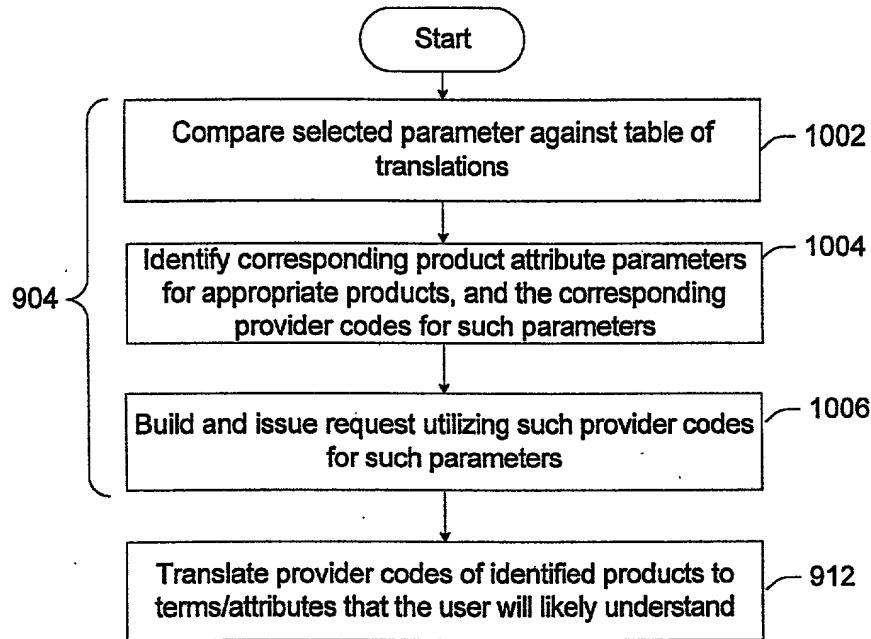 Start
Compare selected parameter against table of
translations
1002
Identify corresponding product attribute parameters
for appropriate products, and the corresponding
provider codes for such parameters
1004
904
Build and issue request utilizing such provider codes
for such parameters
1006
Translate provider codes of identified products to
terms/attributes that the user will likely understand
912